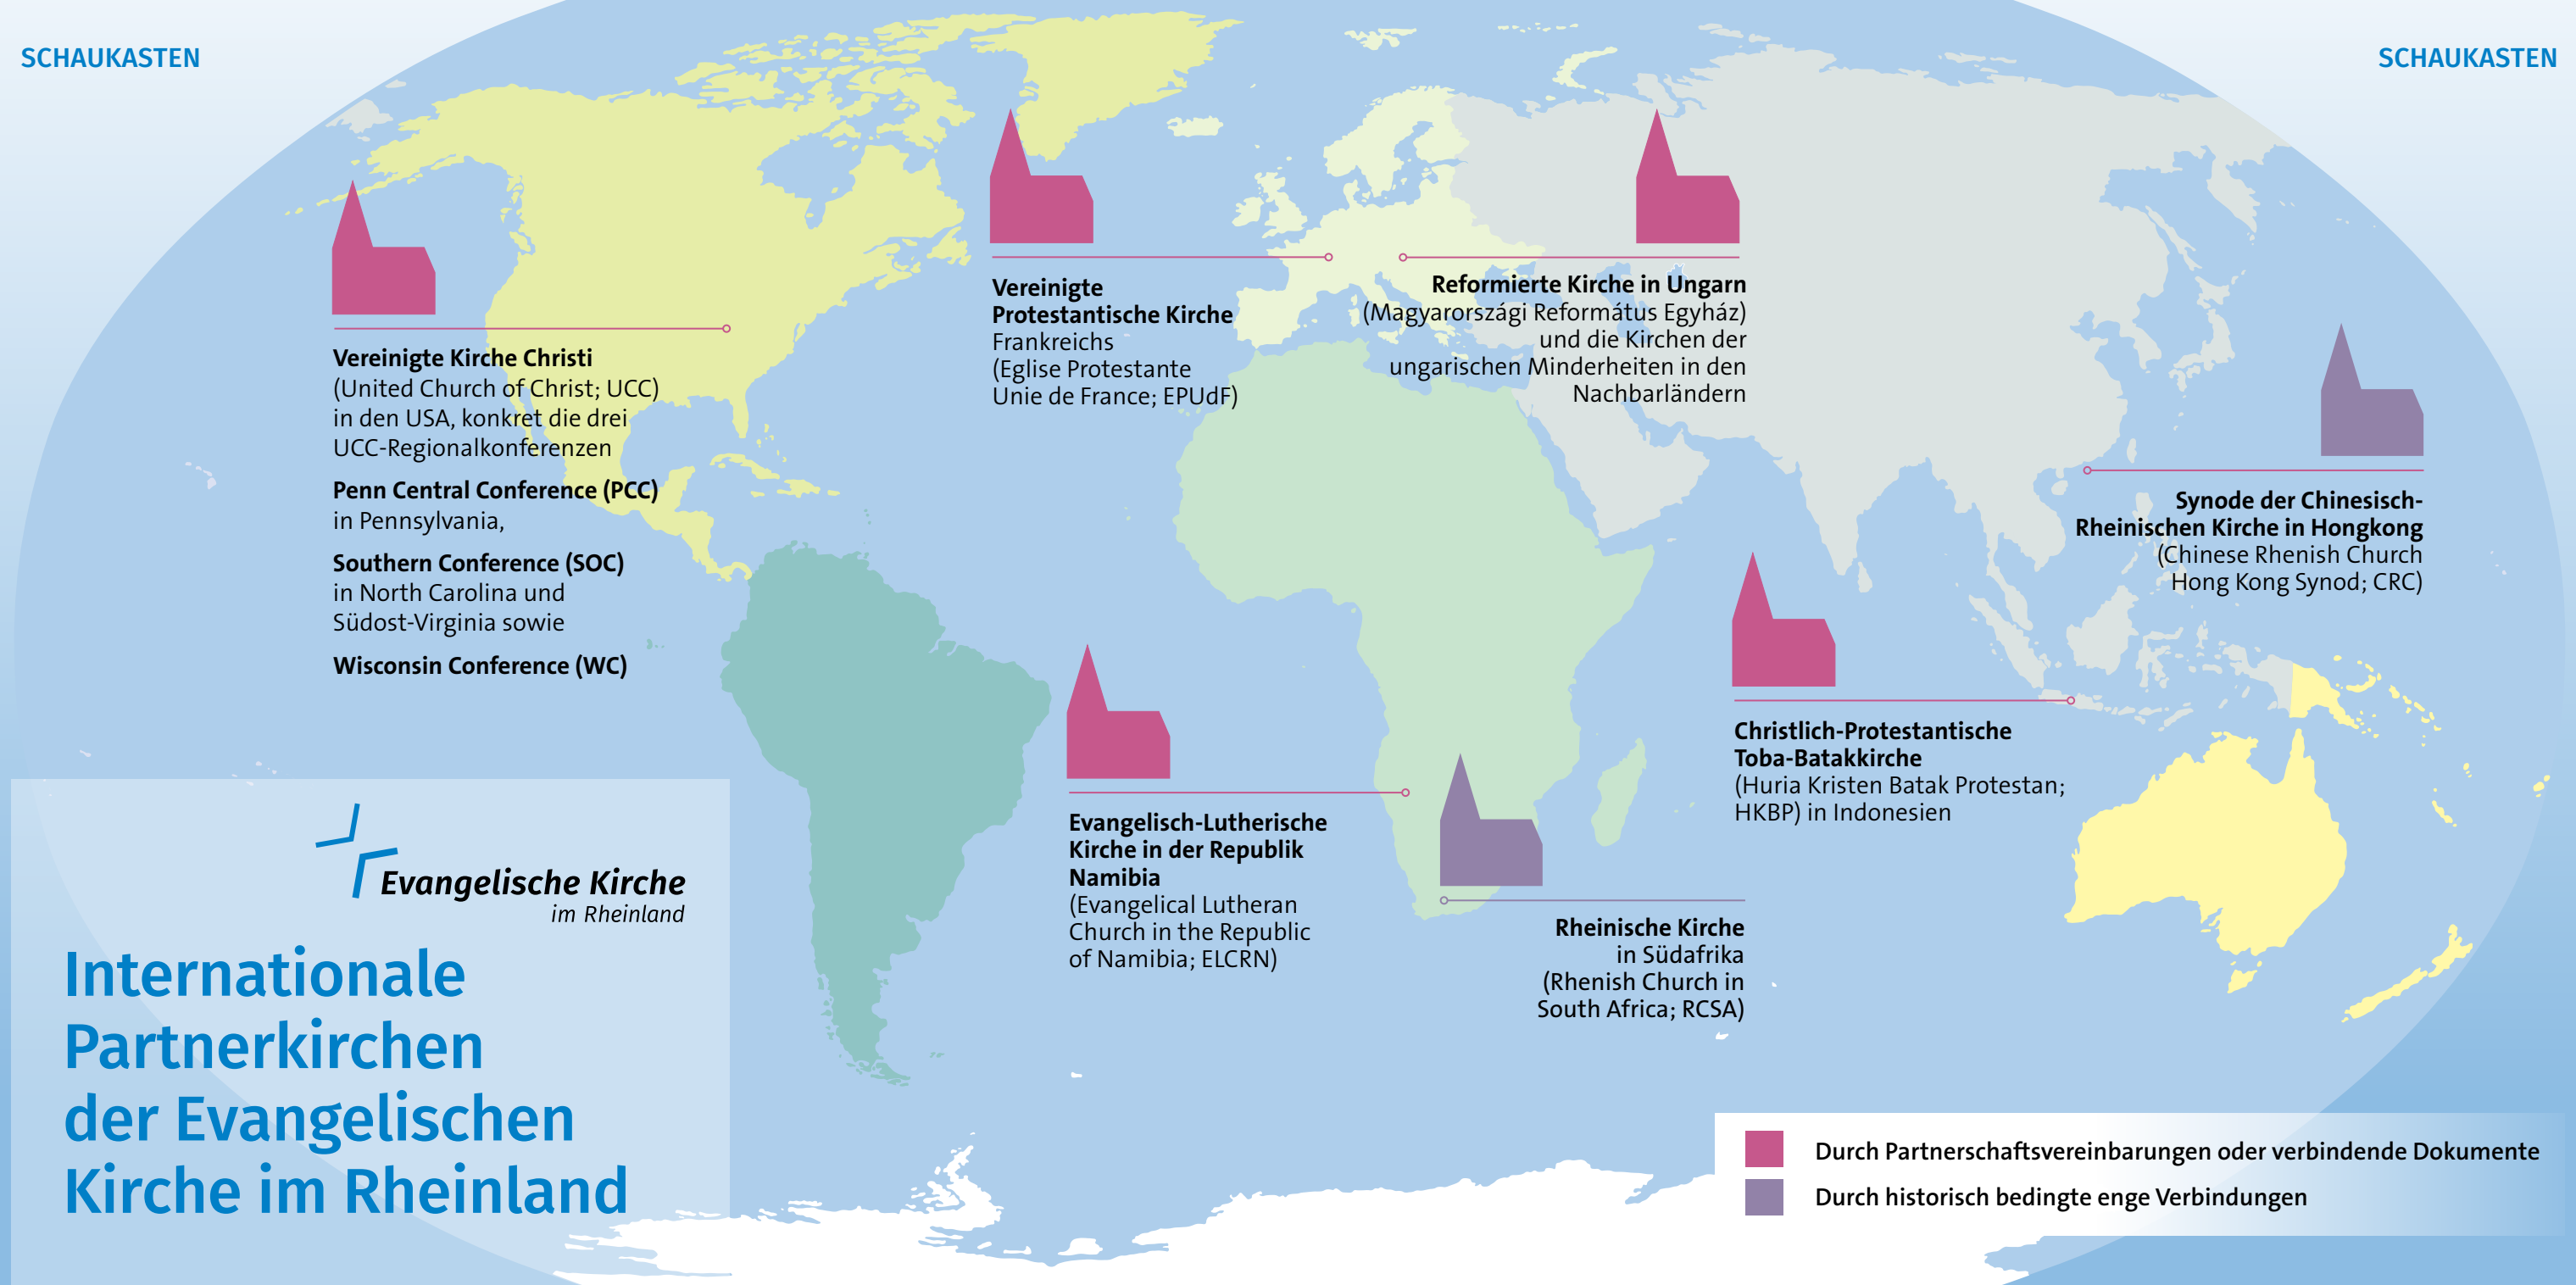 SCHAUKASTEN
SCHAUKASTEN
Vereinigte Kirche Christi
(United Church of Christ; UCC)
in den USA, konkret die drei
UCC-Regionalkonferenzen
Penn Central Conference (PCC)
in Pennsylvania,
Southern Conference (SOC)
in North Carolina und
Südost-Virginia sowie
Wisconsin Conference (WC)
Vereinigte
Protestantische Kirche
Frankreichs
(Eglise Protestante
Unie de France; EPUdF)
Reformierte Kirche in Ungarn
(Magyarországi Református Egyház)
und die Kirchen der
ungarischen Minderheiten in den
Nachbarländern
Synode der Chinesisch-
Rheinischen Kirche in Hongkong
(Chinese Rhenish Church
Hong Kong Synod; CRC)
Christlich-Protestantische
Toba-Batakkirche
(Huria Kristen Batak Protestan;
HKBP) in Indonesien
Evangelisch-Lutherische
Kirche in der Republik
Namibia
(Evangelical Lutheran
Church in the Republic
of Namibia; ELCRN)
Rheinische Kirche
in Südafrika
(Rhenish Church in
South Africa; RCSA)
Evangelische Kirche
im Rheinland
Internationale
Partnerkirchen
der Evangelischen
Kirche im Rheinland
Durch Partnerschaftsvereinbarungen oder verbindende Dokumente
Durch historisch bedingte enge Verbindungen